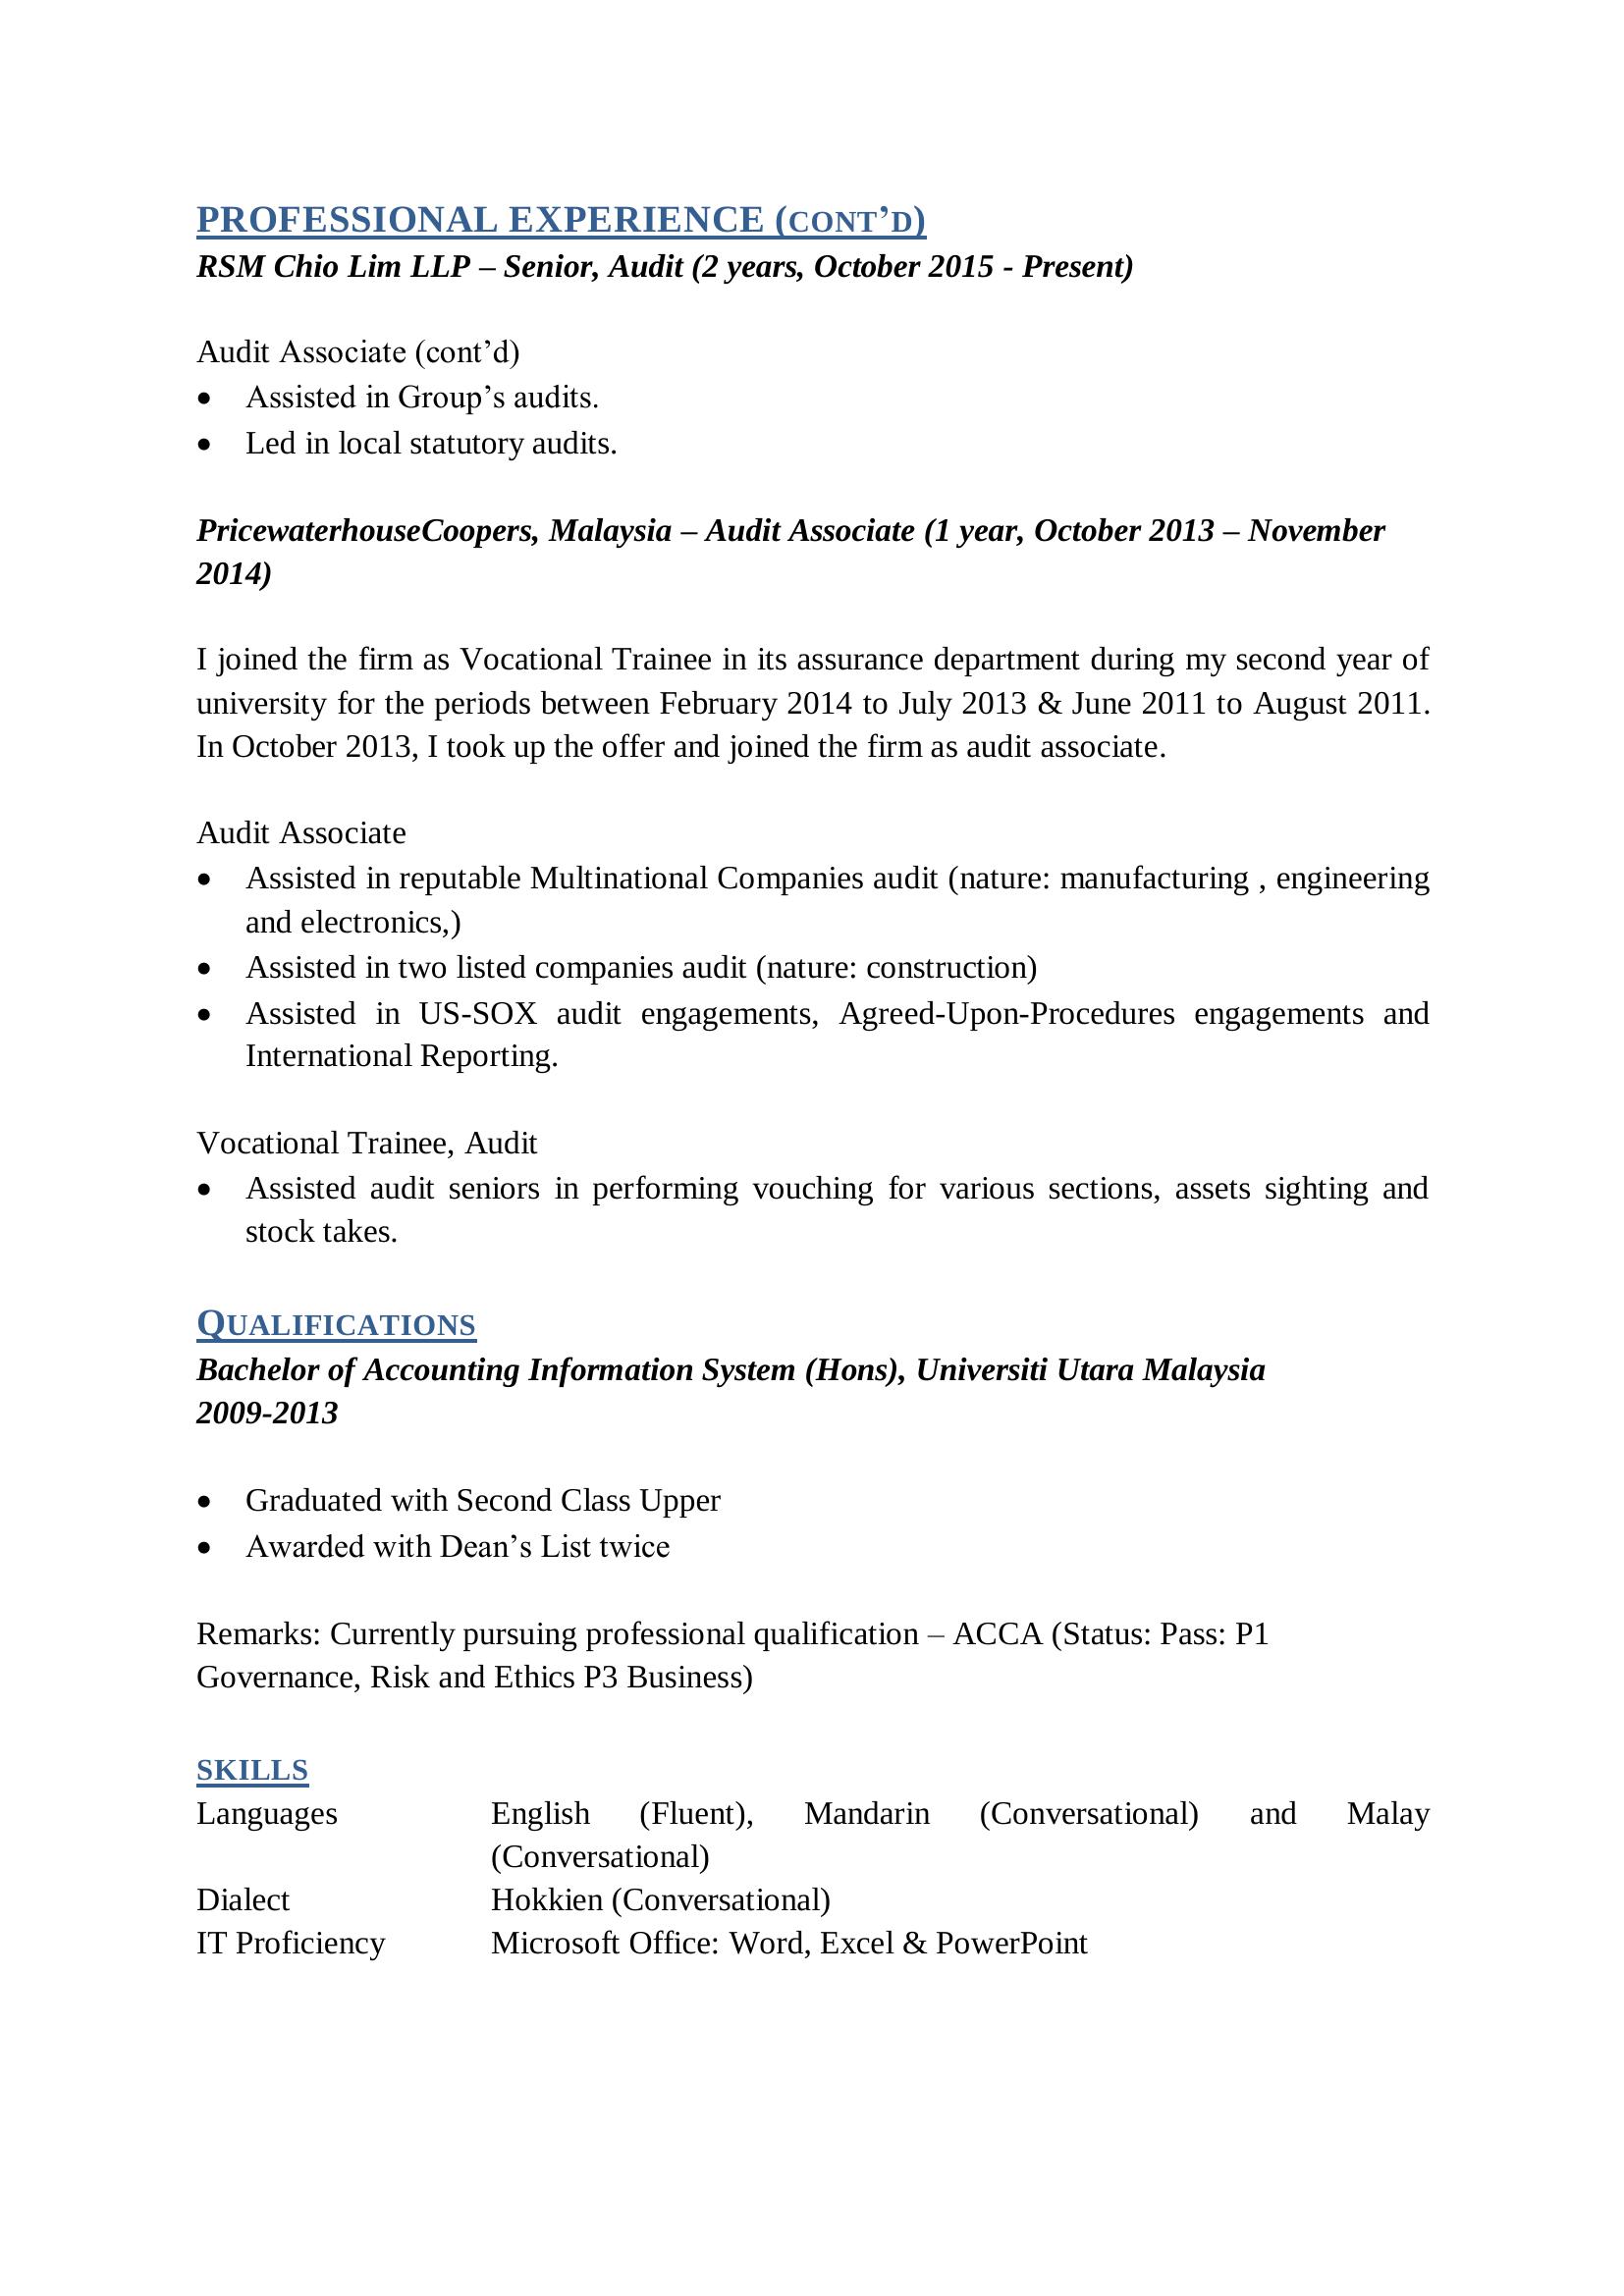 PROFESSIONAL EXPERIENCE (CONT’D)
RSM Chio Lim LLP – Senior, Audit (2 years, October 2015 - Present)
Audit Associate (cont’d)
• Assisted in Group’s audits.
• Led in local statutory audits.
PricewaterhouseCoopers, Malaysia – Audit Associate (1 year, October 2013 – November
2014)
I joined the firm as Vocational Trainee in its assurance department during my second year of
university for the periods between February 2014 to July 2013 & June 2011 to August 2011.
In October 2013, I took up the offer and joined the firm as audit associate.
Audit Associate
• Assisted in reputable Multinational Companies audit (nature: manufacturing , engineering
and electronics,)
• Assisted in two listed companies audit (nature: construction)
• Assisted in US-SOX audit engagements, Agreed-Upon-Procedures engagements and
International Reporting.
Vocational Trainee, Audit
• Assisted audit seniors in performing vouching for various sections, assets sighting and
stock takes.
QUALIFICATIONS
Bachelor of Accounting Information System (Hons), Universiti Utara Malaysia
2009-2013
• Graduated with Second Class Upper
• Awarded with Dean’s List twice
Remarks: Currently pursuing professional qualification – ACCA (Status: Pass: P1
Governance, Risk and Ethics P3 Business)
SKILLS
Languages English (Fluent), Mandarin (Conversational) and Malay
(Conversational)
Dialect Hokkien (Conversational)
IT Proficiency Microsoft Office: Word, Excel & PowerPoint